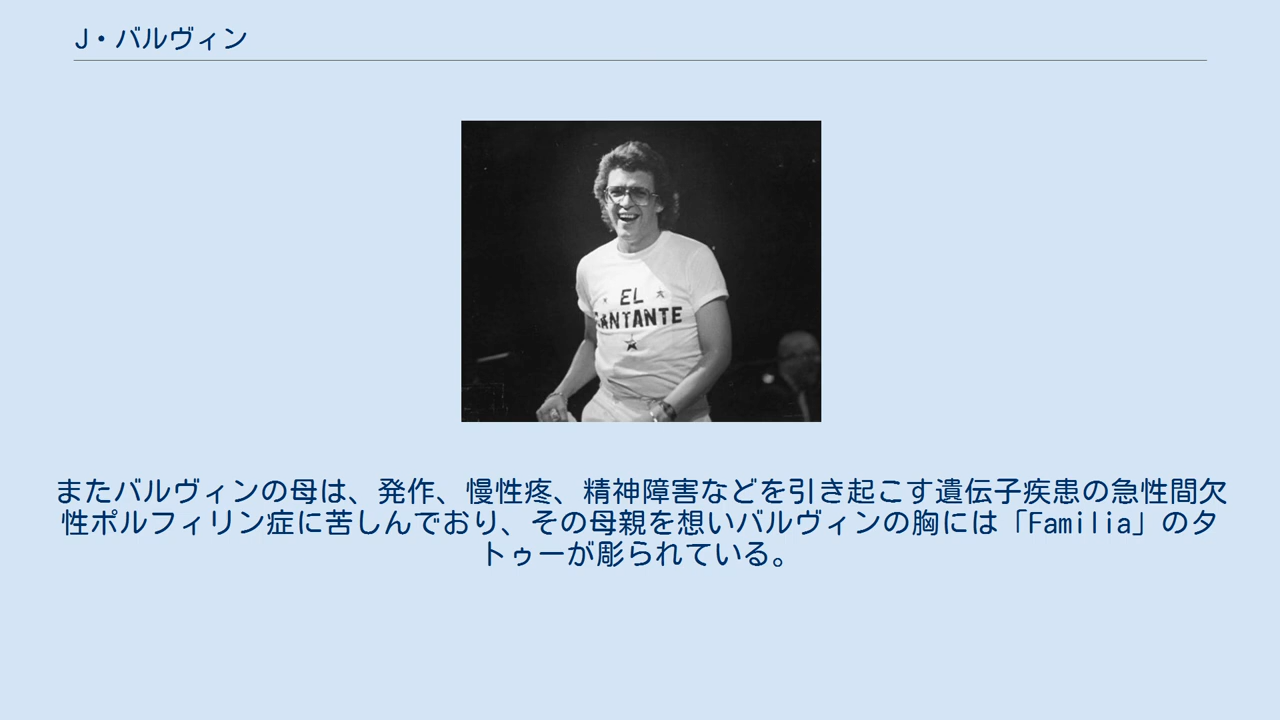 J・バルヴィン
EL
CANTANTE
またバルヴィンの母は、発作、慢性疼、精神障害などを引き起こす遺伝子疾患の急性間欠
性ポルフィリン症に苦しんでおり、その母親を想いバルヴィンの胸には「Familia」のタ
トゥーが彫られている。